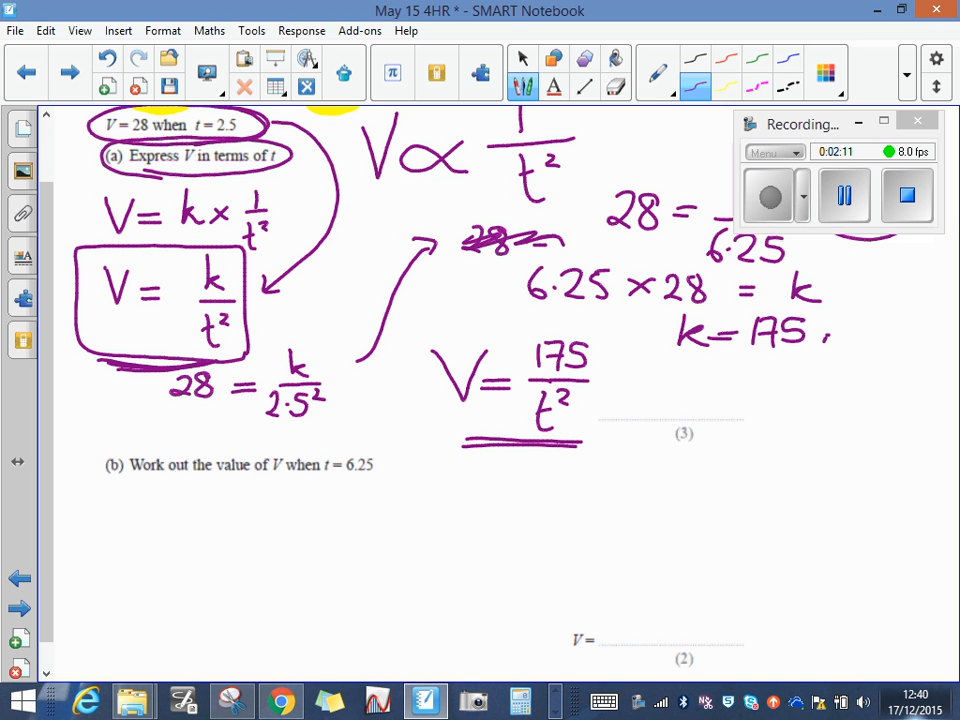 May 15 4HR * - SMART Notebook
File Edit View Insert Format Maths Tools Response Add-ons Help
Recording...
Menu 0:02:11 8.0 fps
V = 28 when t = 2.5
(a) Express V in terms of t
V ∝ 1/t²
V = k × 1/t²
28 = /6.25
28 =
V = k/t²
6.25 × 28 = k
k = 175
28 = k/2.5²
V = 175/t²
(3)
(b) Work out the value of V when t = 6.25
V =
(2)
12:40
17/12/2015